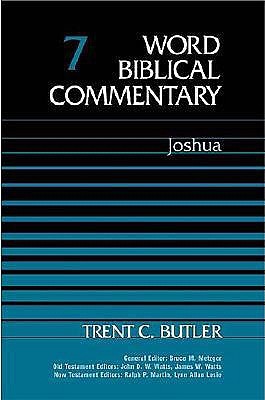 7 WORD
BIBLICAL
COMMENTARY
Joshua
TRENT C. BUTLER
General Editor: Bruce M. Metzger
Old Testament Editors: John D. W. Watts, James W. Watts
New Testament Editors: Ralph P. Martin, Lynn Allan Losie